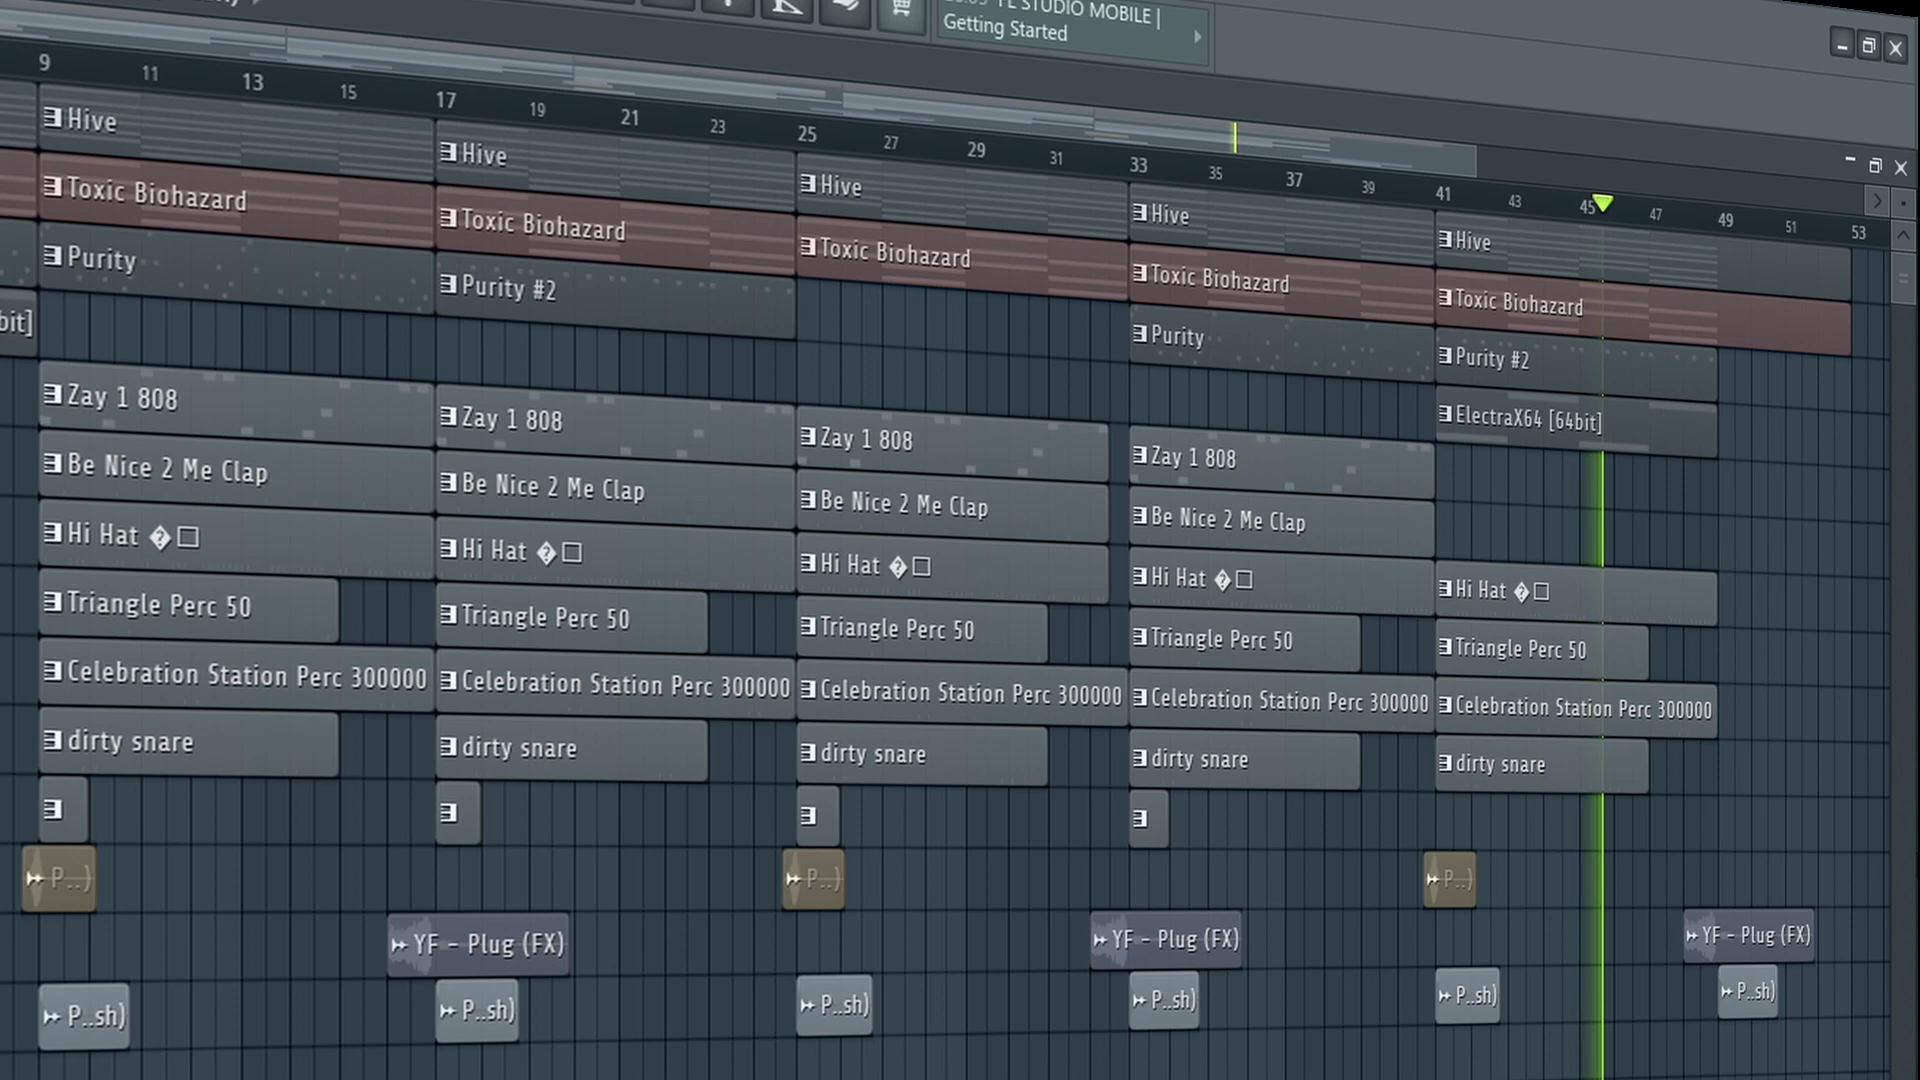 FL STUDIO MOBILE |
Getting Started
9 11 13 15 17 19 21 23 25 27 29 31 33 35 37 39 41 43 45 47 49 51 53
Hive Hive Hive Hive Hive
Toxic Biohazard Toxic Biohazard Toxic Biohazard Toxic Biohazard Toxic Biohazard
Purity Purity #2 Purity Purity #2
bit] ElectraX64 [64bit]
Zay 1 808 Zay 1 808 Zay 1 808 Zay 1 808
Be Nice 2 Me Clap Be Nice 2 Me Clap Be Nice 2 Me Clap Be Nice 2 Me Clap
Hi Hat �□ Hi Hat �□ Hi Hat �□ Hi Hat �□ Hi Hat �□
Triangle Perc 50 Triangle Perc 50 Triangle Perc 50 Triangle Perc 50 Triangle Perc 50
Celebration Station Perc 300000 Celebration Station Perc 300000 Celebration Station Perc 300000 Celebration Station Perc 300000 Celebration Station Perc 300000
dirty snare dirty snare dirty snare dirty snare dirty snare
P..) P..) P..)
YF - Plug (FX) YF - Plug (FX) YF - Plug (FX)
P..sh) P..sh) P..sh) P..sh) P..sh) P..sh)